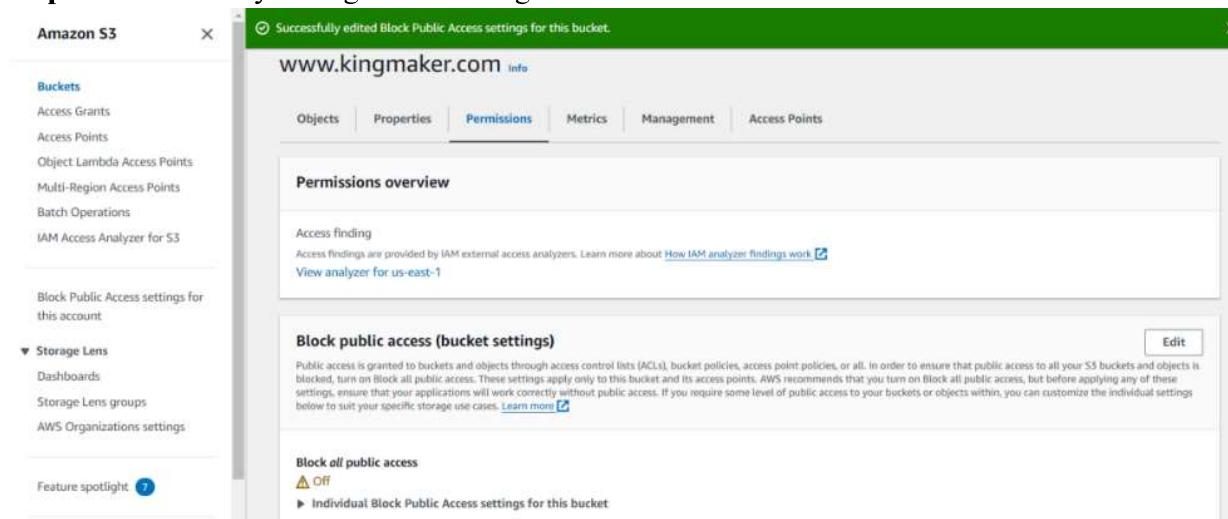 Amazon S3
Successfully edited Block Public Access settings for this bucket.
www.kingmaker.com Info
Buckets
Access Grants
Access Points
Object Lambda Access Points
Multi-Region Access Points
Batch Operations
IAM Access Analyzer for S3
Block Public Access settings for
this account
Storage Lens
Dashboards
Storage Lens groups
AWS Organizations settings
Feature spotlight 7
Objects Properties Permissions Metrics Management Access Points
Permissions overview
Access finding
Access findings are provided by IAM external access analyzers. Learn more about How IAM analyzer findings work
View analyzer for us-east-1
Block public access (bucket settings)
Edit
Public access is granted to buckets and objects through access control lists (ACLs), bucket policies, access point policies, or all. In order to ensure that public access to all your S3 buckets and objects is
blocked, turn on Block all public access. These settings apply only to this bucket and its access points. AWS recommends that you turn on Block all public access, but before applying any of these
settings, ensure that your applications will work correctly without public access. If you require some level of public access to your buckets or objects within, you can customize the individual settings
below to suit your specific storage use cases. Learn more
Block all public access
Off
Individual Block Public Access settings for this bucket